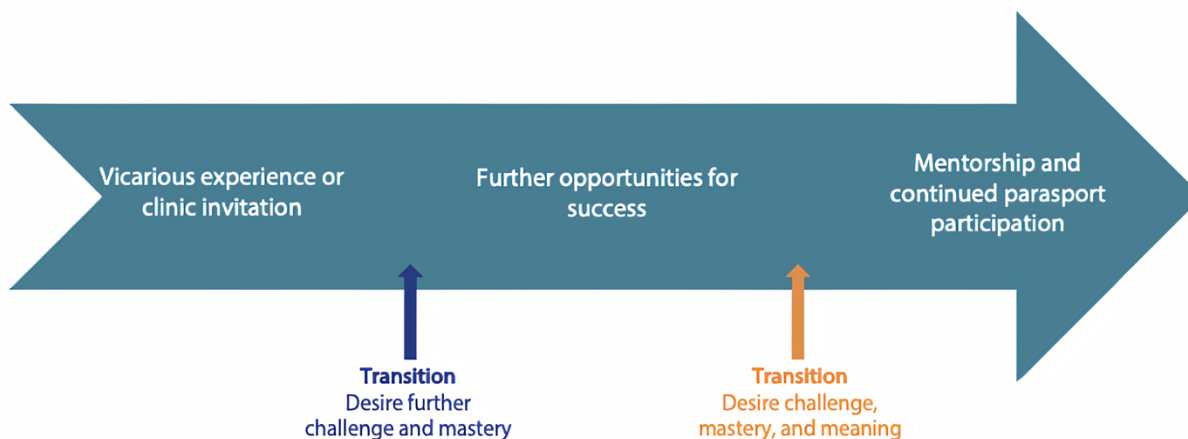 Vicarious experience or
clinic invitation
Further opportunities for
success
Mentorship and
continued parasport
participation
Transition
Desire further
challenge and mastery
Transition
Desire challenge,
mastery, and meaning